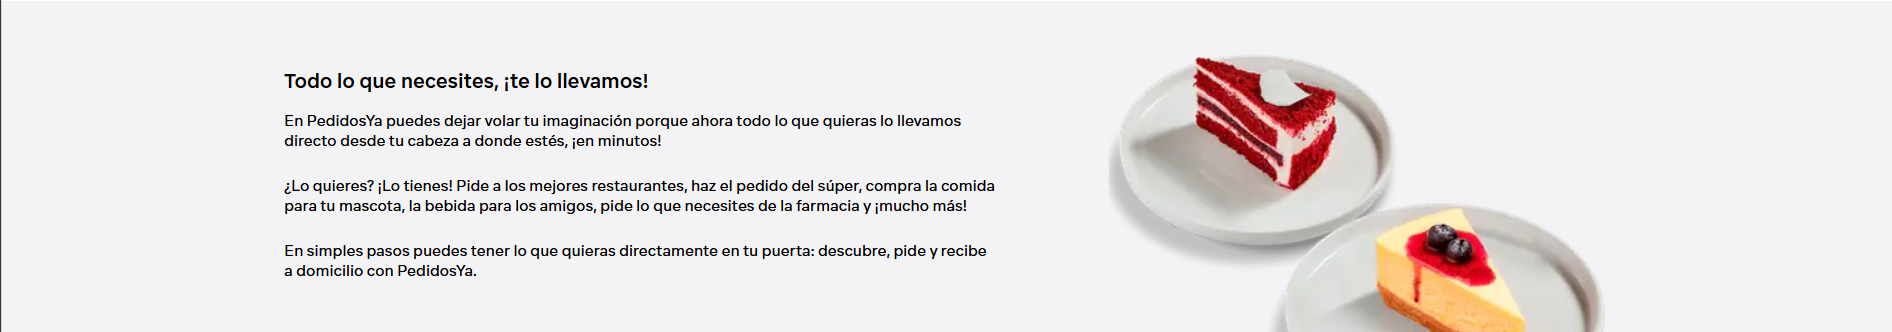 Todo lo que necesites, ¡te lo llevamos!
En PedidosYa puedes dejar volar tu imaginación porque ahora todo lo que quieras lo llevamos
directo desde tu cabeza a donde estés, ¡en minutos!
¿Lo quieres? ¡Lo tienes! Pide a los mejores restaurantes, haz el pedido del súper, compra la comida
para tu mascota, la bebida para los amigos, pide lo que necesites de la farmacia y ¡mucho más!
En simples pasos puedes tener lo que quieras directamente en tu puerta: descubre, pide y recibe
a domicilio con PedidosYa.